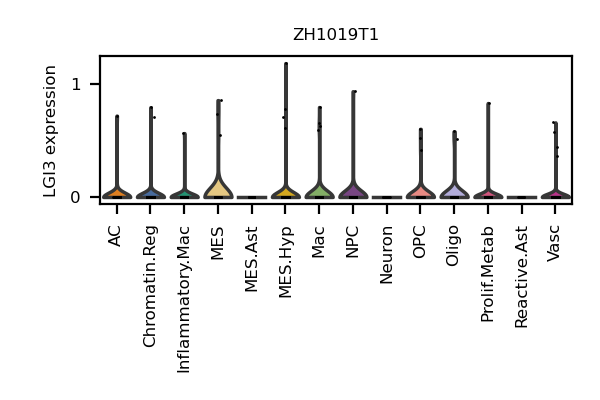 ZH1019T1
LGI3 expression
1
0
AC
Chromatin.Reg
Inflammatory.Mac
MES
MES.Ast
MES.Hyp
Mac
NPC
Neuron
OPC
Oligo
Prolif.Metab
Reactive.Ast
Vasc